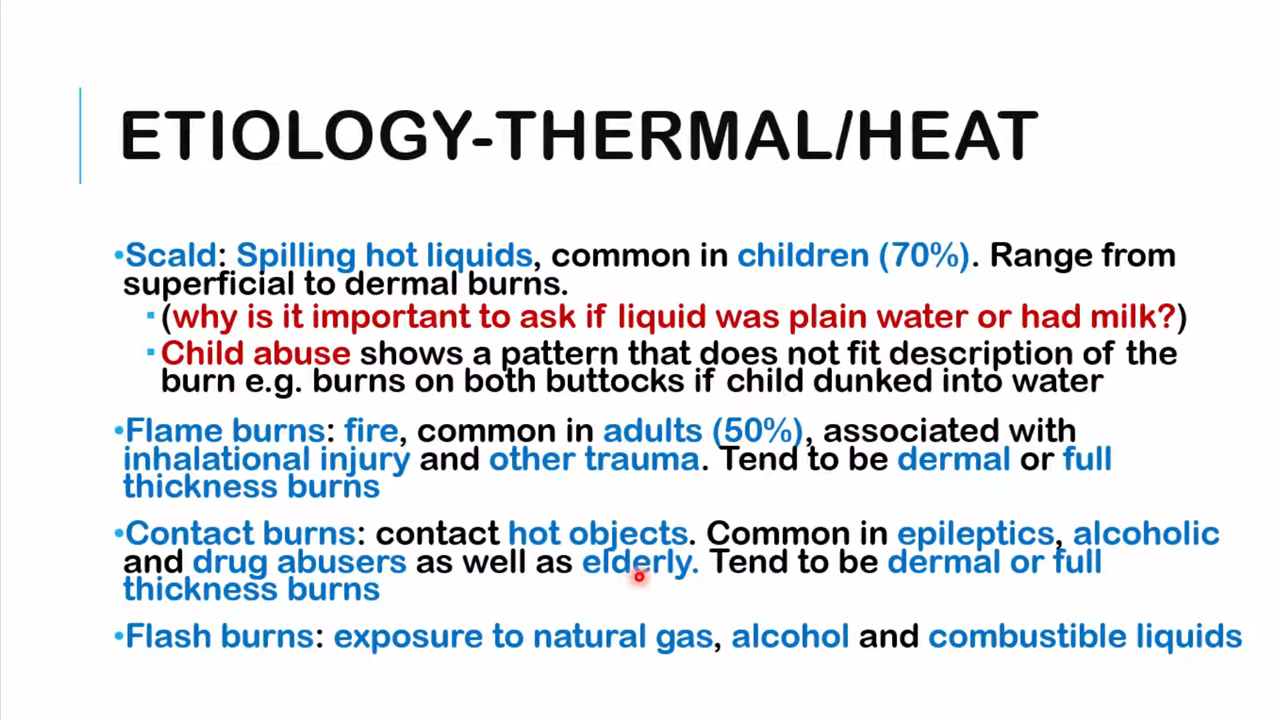 ETIOLOGY-THERMAL/HEAT
•Scald: Spilling hot liquids, common in children (70%). Range from
superficial to dermal burns.
▪(why is it important to ask if liquid was plain water or had milk?)
▪Child abuse shows a pattern that does not fit description of the
burn e.g. burns on both buttocks if child dunked into water
•Flame burns: fire, common in adults (50%), associated with
inhalational injury and other trauma. Tend to be dermal or full
thickness burns
•Contact burns: contact hot objects. Common in epileptics, alcoholic
and drug abusers as well as elderly. Tend to be dermal or full
thickness burns
•Flash burns: exposure to natural gas, alcohol and combustible liquids